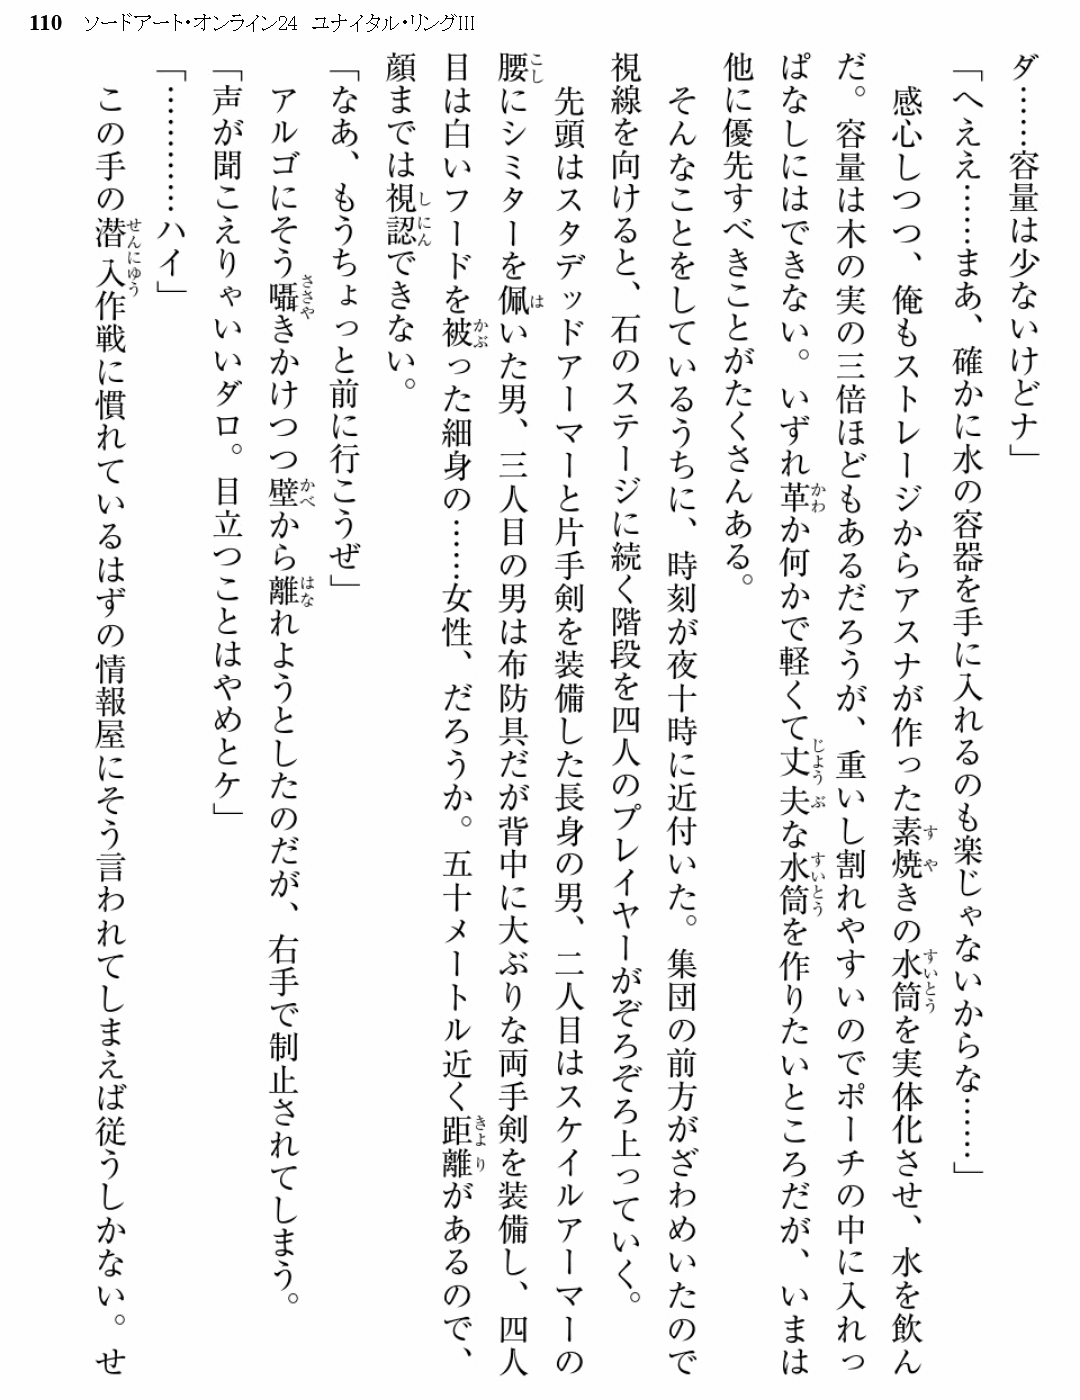 110 ソードアート・オンライン24 ユナイタル・リングIII
ダ……容量は少ないけどナ」
「へええ……まあ、確かに水の容器を手に入れるのも楽じゃないからな……」
感心しつつ、俺もストレージからアスナが作った素焼きの水筒を実体化させ、水を飲ん
だ。容量は木の実の三倍ほどもあるだろうが、重いし割れやすいのでポーチの中に入れっ
ぱなしにはできない。いずれ革か何かで軽くて丈夫な水筒を作りたいところだが、いまは
他に優先すべきことがたくさんある。
そんなことをしているうちに、時刻が夜十時に近付いた。集団の前方がざわめいたので
視線を向けると、石のステージに続く階段を四人のプレイヤーがぞろぞろ上っていく。
先頭はスタデッドアーマーと片手剣を装備した長身の男、二人目はスケイルアーマーの
腰にシミターを佩いた男、三人目の男は布防具だが背中に大ぶりな両手剣を装備し、四人
目は白いフードを被った細身の……女性、だろうか。五十メートル近く距離があるので、
顔までは視認できない。
「なあ、もうちょっと前に行こうぜ」
アルゴにそう囁きかけつつ壁から離れようとしたのだが、右手で制止されてしまう。
「声が聞こえりゃいいダロ。目立つことはやめとケ」
「…………ハイ」
この手の潜入作戦に慣れているはずの情報屋にそう言われてしまえば従うしかない。せ